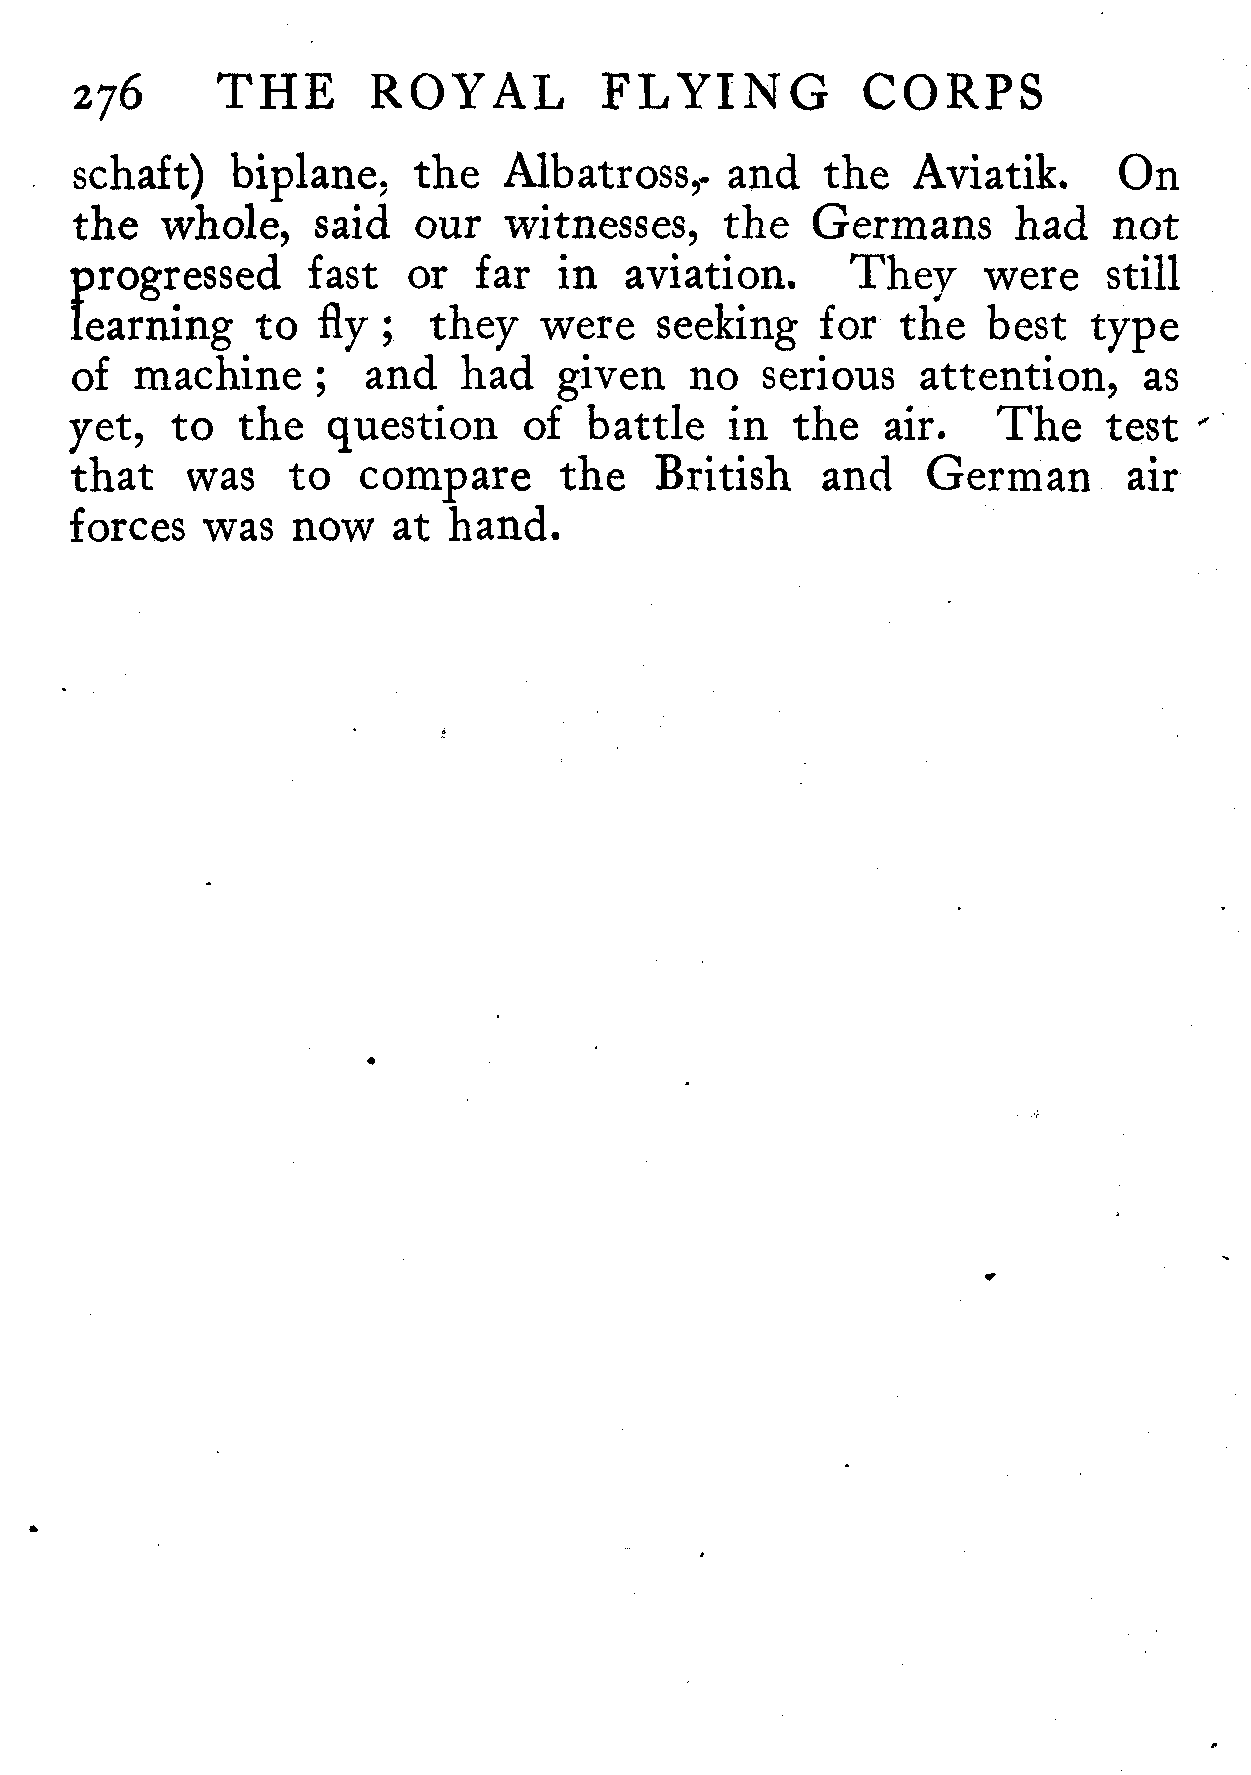 276 THE ROYAL FLYING CORPS
schaft) biplane, the Albatross, and the Aviatik. On
the whole, said our witnesses, the Germans had not
progressed fast or far in aviation. They were still
learning to fly ; they were seeking for the best type
of machine ; and had given no serious attention, as
yet, to the question of battle in the air. The test
that was to compare the British and German air
forces was now at hand.